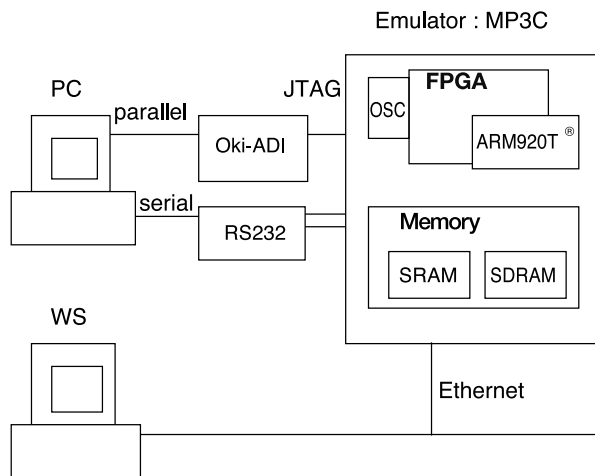 Emulator : MP3C
PC
parallel
JTAG
FPGA
OSC
ARM920T ®
Oki-ADI
serial
RS232
Memory
SRAM
SDRAM
WS
Ethernet